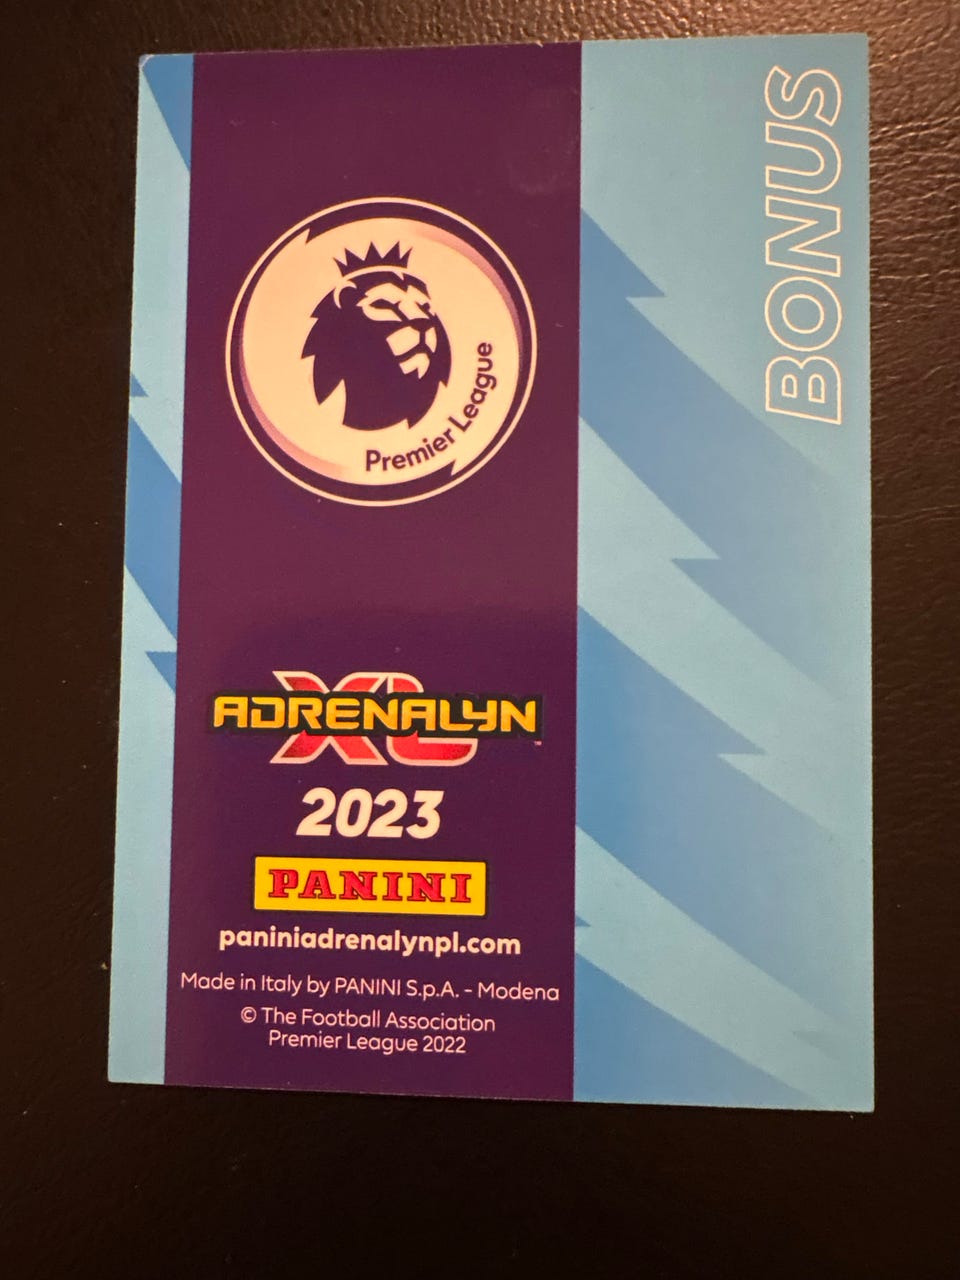 BONUS
Premier League
ADRENALYN
XL
2023
PANINI
paniniadrenalynpl.com
Made in Italy by PANINI S.p.A. - Modena
© The Football Association
Premier League 2022